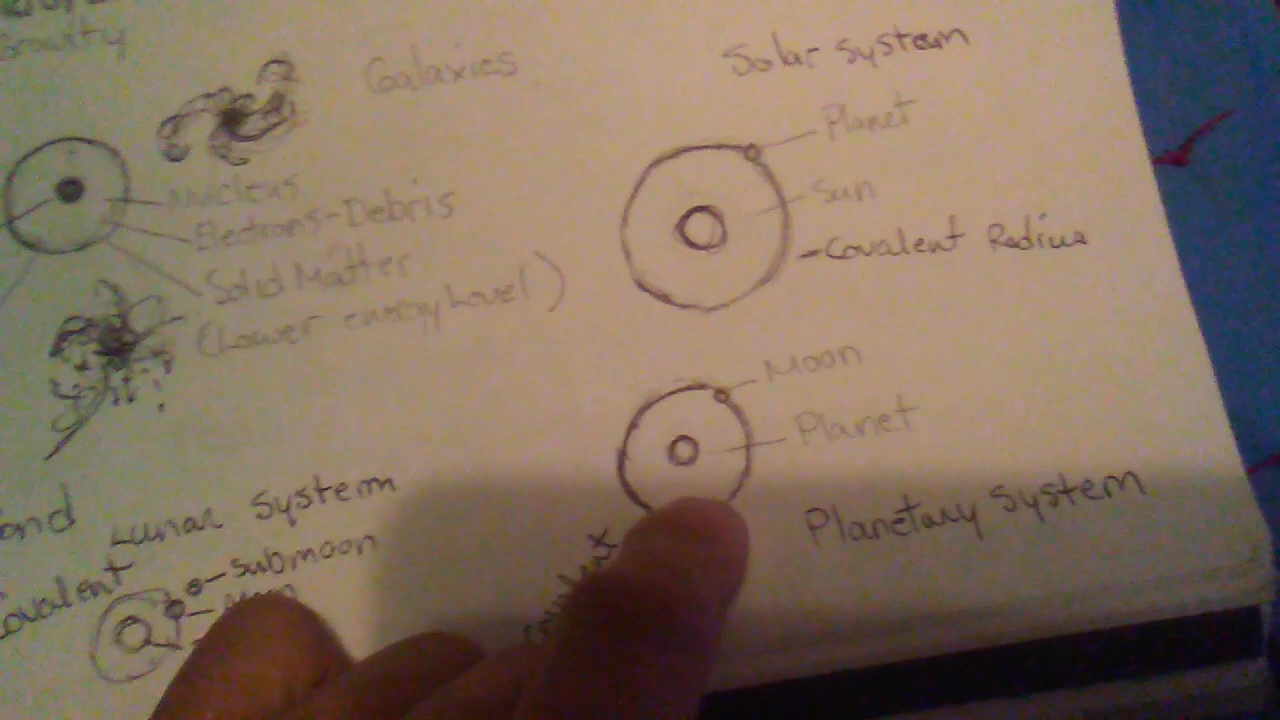 Gravity
Galaxies
Solar system
Planet
Nucleus
Sun
Electrons-Debris
-Covalent Radius
Solid Matter
(Lower energy Level)
Moon
Planet
Lunar System
Planetary System
Submoon
Covalent